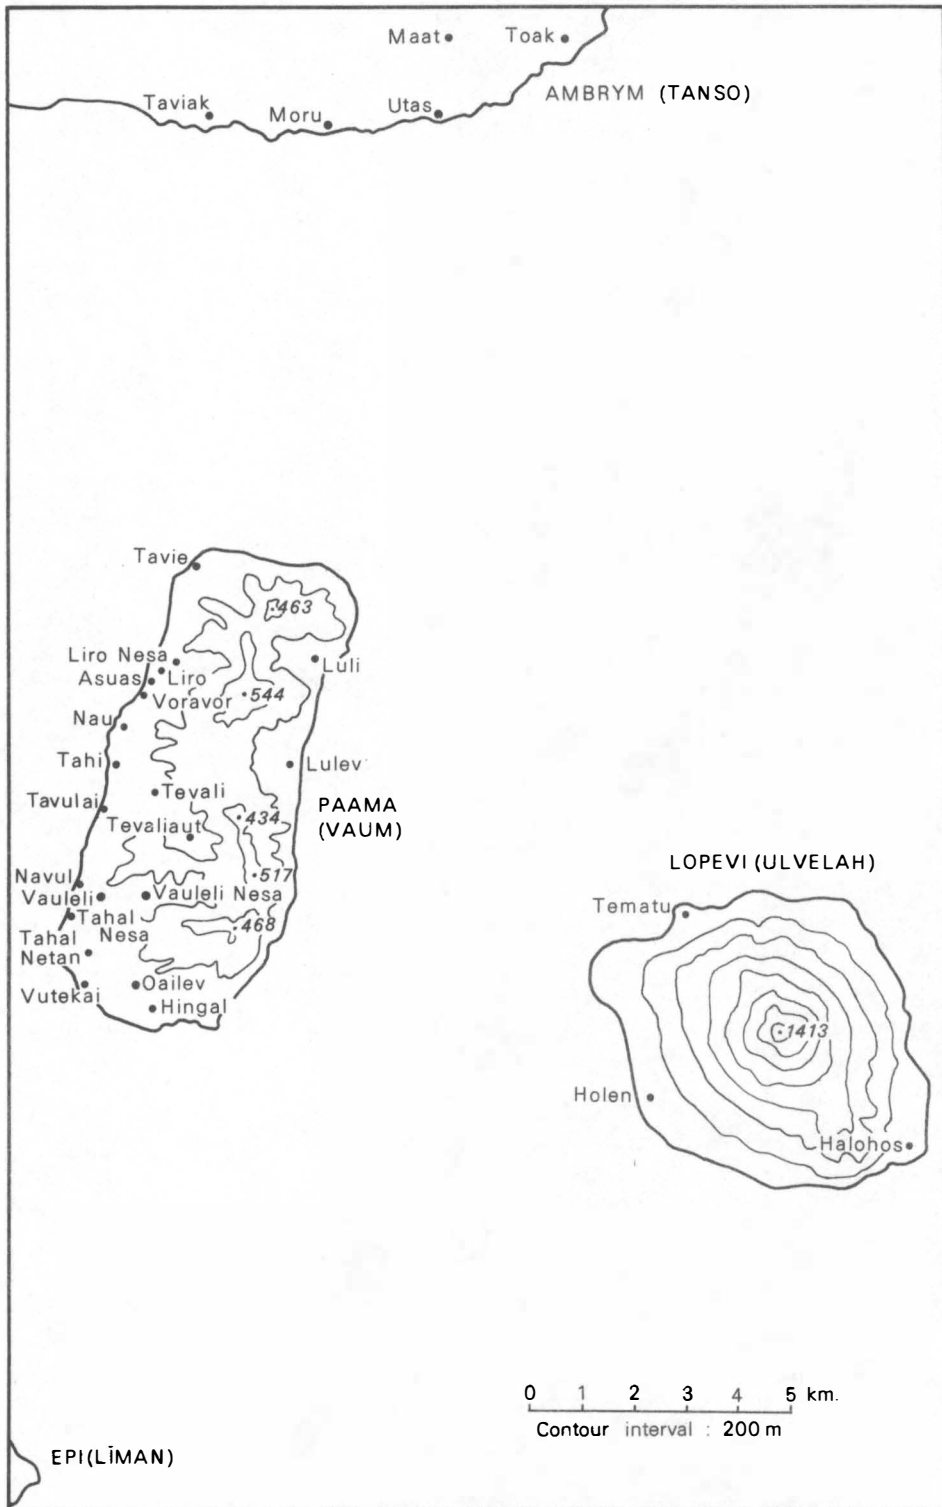 Maat Toak
AMBRYM (TANSO)
Taviak
Moru
Utas
Tavie
463
Liro Nesa
Luli
Asuas Liro
544
Voravor
Nau
Tahi
Lulev
Tevali
Tavulai
PAAMA
(VAUM)
434
Tevaliaut
517
Navul
Vauleli
Vauleli Nesa
Tahal
Nesa
468
Tahal
Netan
Vutekai
Oailev
Hingal
LOPEVI (ULVELAH)
Tematu
1413
Holen
Halohos
0 1 2 3 4 5 km.
Contour interval : 200 m
EPI (LĪMAN)